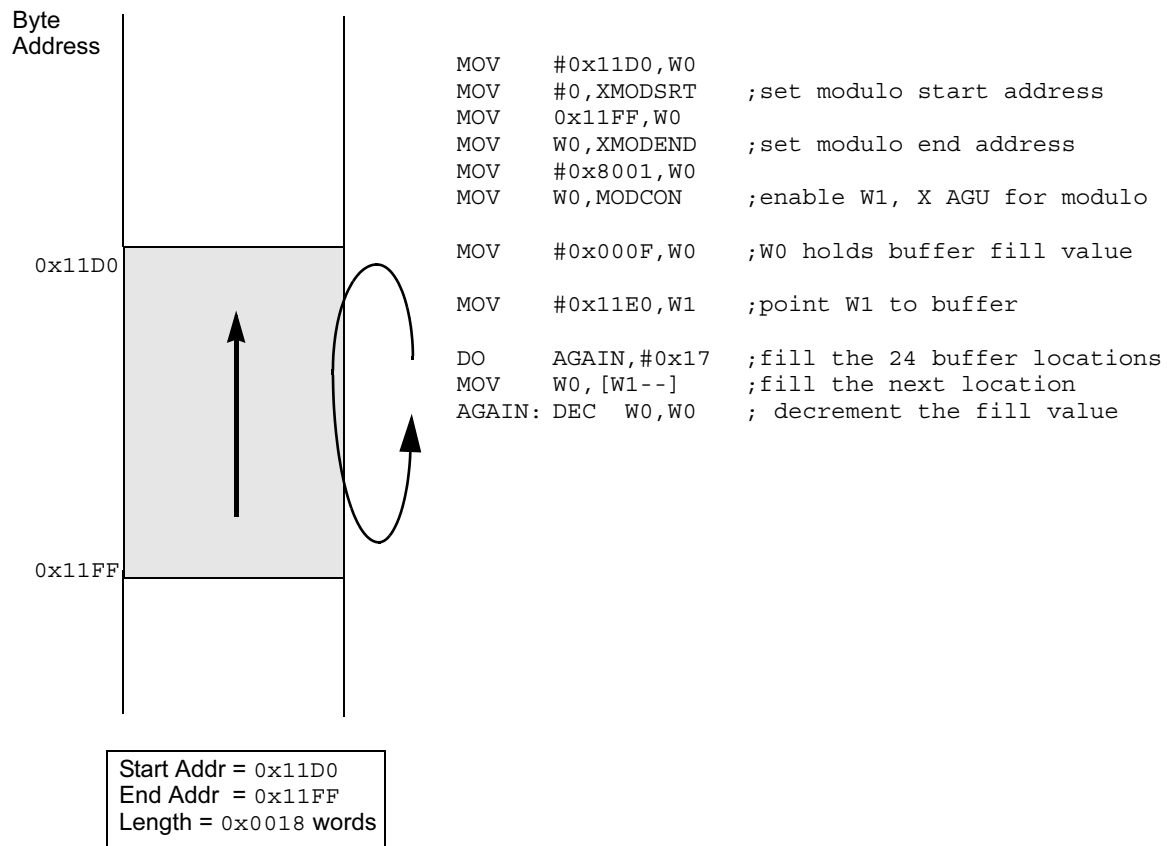 Byte
Address
MOV #0x11D0,W0
MOV #0,XMODSRT ;set modulo start address
MOV 0x11FF,W0
MOV W0,XMODEND ;set modulo end address
MOV #0x8001,W0
MOV W0,MODCON ;enable W1, X AGU for modulo
MOV #0x000F,W0 ;W0 holds buffer fill value
MOV #0x11E0,W1 ;point W1 to buffer
DO AGAIN,#0x17 ;fill the 24 buffer locations
MOV W0,[W1--] ;fill the next location
AGAIN: DEC W0,W0 ; decrement the fill value
0x11D0
0x11FF
Start Addr = 0x11D0
End Addr = 0x11FF
Length = 0x0018 words